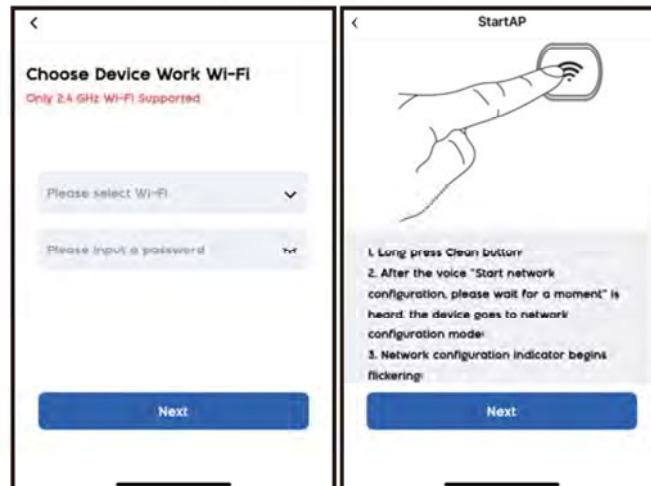 Choose Device Work Wi-Fi
Only 2.4 GHz Wi-Fi Supported
Please select Wi-Fi
Please input a password
Next
StartAP
1. Long press Clean button;
2. After the voice "Start network
configuration, please wait for a moment" is
heard, the device goes to network
configuration mode;
3. Network configuration indicator begins
flickering;
Next